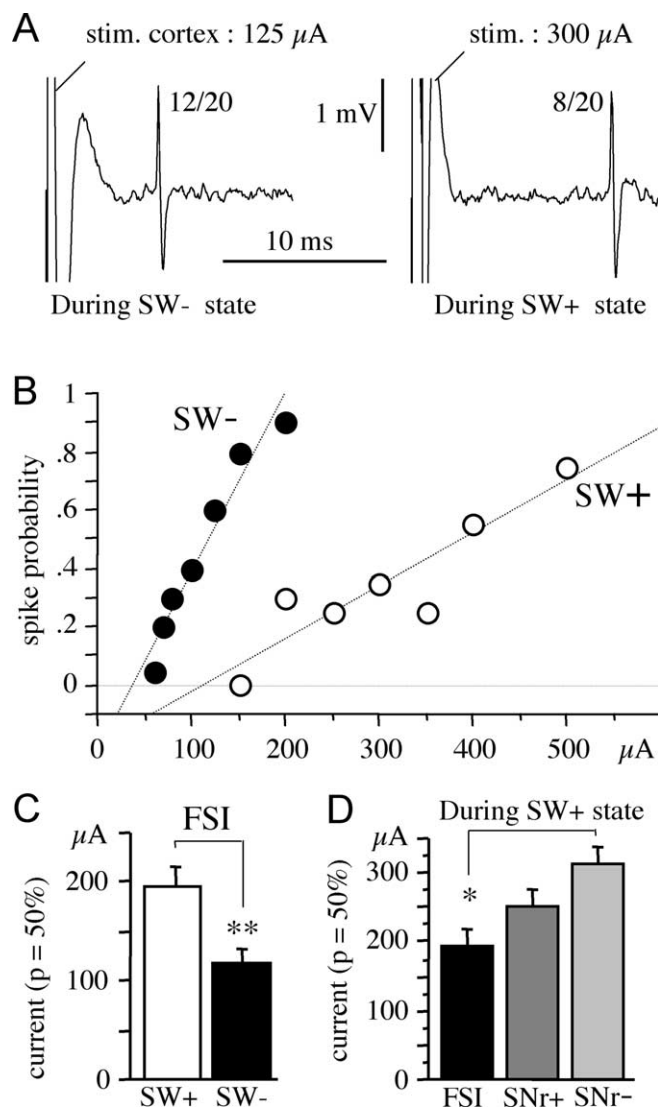 A
stim. cortex : 125 µA
stim. : 300 µA
12/20
1 mV
8/20
10 ms
During SW- state
During SW+ state
B
1
.8
.6
.4
.2
0
spike probability
SW-
SW+
0 100 200 300 400 500 µA
C
µA
200
100
current (p = 50%)
FSI
**
SW+ SW-
D
During SW+ state
µA
300
200
100
0
current (p = 50%)
*
FSI SNr+ SNr-